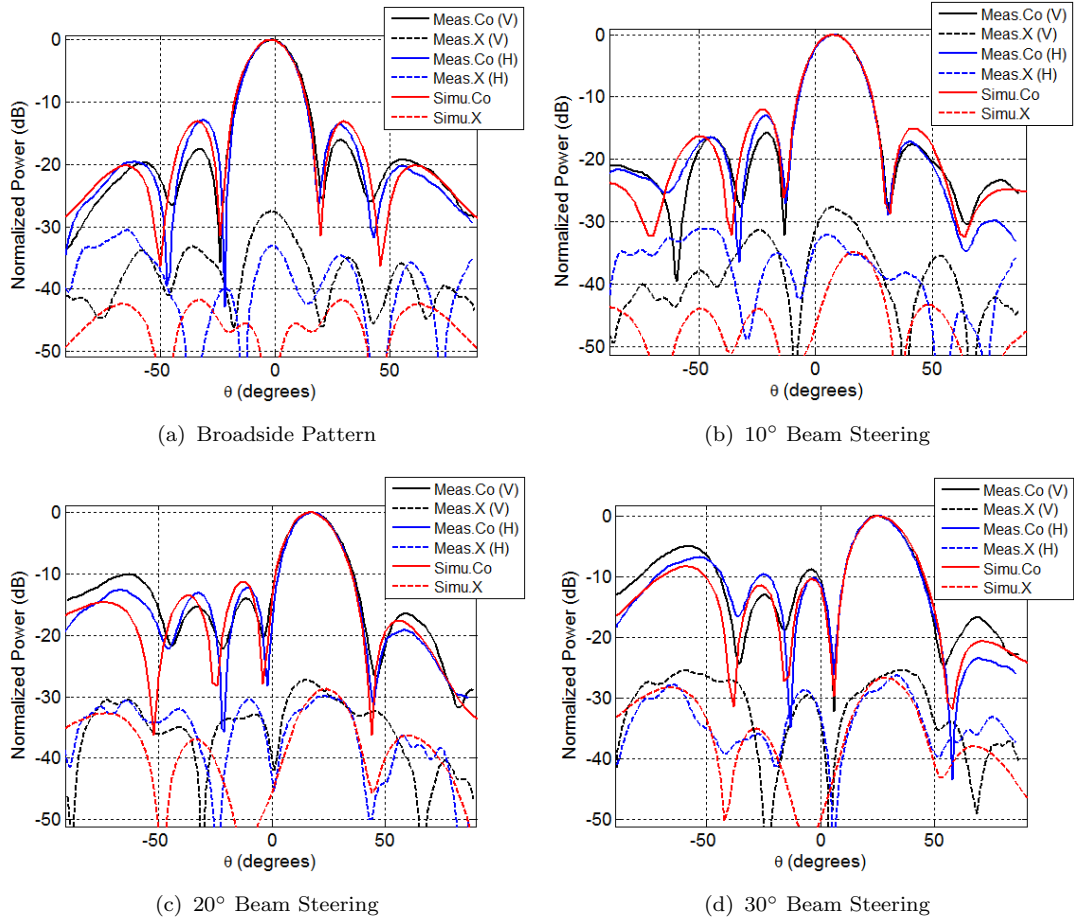 Meas.Co (V)
Meas.X (V)
Meas.Co (H)
Meas.X (H)
Simu.Co
Simu.X
0
-10
-20
-30
-40
-50
Normalized Power (dB)
-50
0
50
θ (degrees)
(a) Broadside Pattern
Meas.Co (V)
Meas.X (V)
Meas.Co (H)
Meas.X (H)
Simu.Co
Simu.X
0
-10
-20
-30
-40
-50
Normalized Power (dB)
-50
0
50
θ (degrees)
(b) 10° Beam Steering
Meas.Co (V)
Meas.X (V)
Meas.Co (H)
Meas.X (H)
Simu.Co
Simu.X
0
-10
-20
-30
-40
-50
Normalized Power (dB)
-50
0
50
θ (degrees)
(c) 20° Beam Steering
Meas.Co (V)
Meas.X (V)
Meas.Co (H)
Meas.X (H)
Simu.Co
Simu.X
0
-10
-20
-30
-40
-50
Normalized Power (dB)
-50
0
50
θ (degrees)
(d) 30° Beam Steering